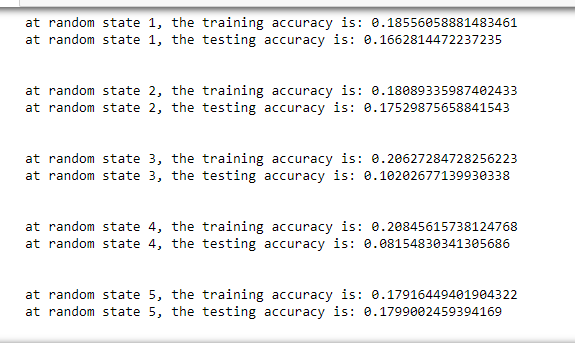 at random state 1, the training accuracy is: 0.18556058881483461
at random state 1, the testing accuracy is: 0.1662814472237235
at random state 2, the training accuracy is: 0.18089335987402433
at random state 2, the testing accuracy is: 0.17529875658841543
at random state 3, the training accuracy is: 0.20627284728256223
at random state 3, the testing accuracy is: 0.10202677139930338
at random state 4, the training accuracy is: 0.20845615738124768
at random state 4, the testing accuracy is: 0.08154830341305686
at random state 5, the training accuracy is: 0.17916449401904322
at random state 5, the testing accuracy is: 0.1799002459394169